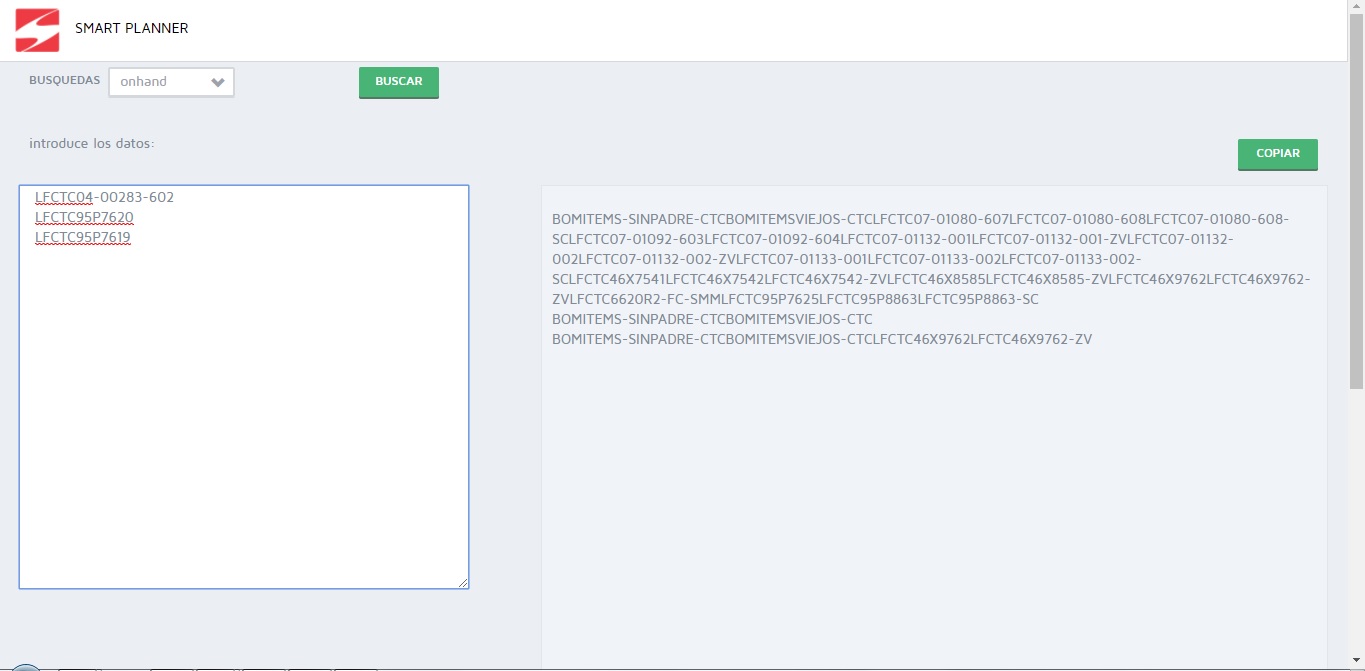 SMART PLANNER
BUSQUEDAS
onhand
BUSCAR
introduce los datos:
COPIAR
LFCTC04-00283-602
LFCTC95P7620
LFCTC95P7619
BOMITEMS-SINPADRE-CTCBOMITEMSVIEJOS-CTCLFCTC07-01080-607LFCTC07-01080-608LFCTC07-01080-608-
SCLFCTC07-01092-603LFCTC07-01092-604LFCTC07-01132-001LFCTC07-01132-001-ZVLFCTC07-01132-
002LFCTC07-01132-002-ZVLFCTC07-01133-001LFCTC07-01133-002LFCTC07-01133-002-
SCLFCTC46X7541LFCTC46X7542LFCTC46X7542-ZVLFCTC46X8585LFCTC46X8585-ZVLFCTC46X9762LFCTC46X9762-
ZVLFCTC6620R2-FC-SMMLFCTC95P7625LFCTC95P8863LFCTC95P8863-SC
BOMITEMS-SINPADRE-CTCBOMITEMSVIEJOS-CTC
BOMITEMS-SINPADRE-CTCBOMITEMSVIEJOS-CTCLFCTC46X9762LFCTC46X9762-ZV